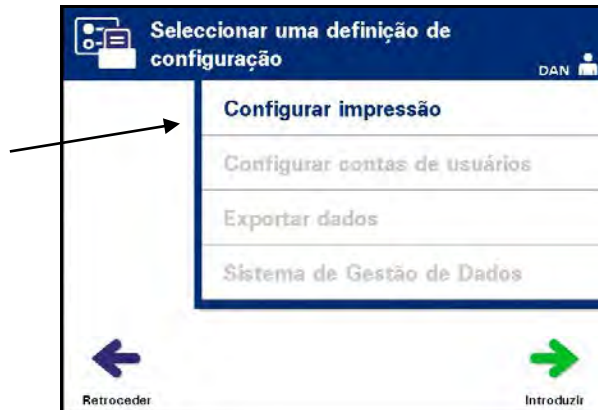 Seleccionar uma definição de
configuração
DAN
Configurar impressão
Configurar contas de usuários
Exportar dados
Sistema de Gestão de Dados
Retroceder
Introduzir